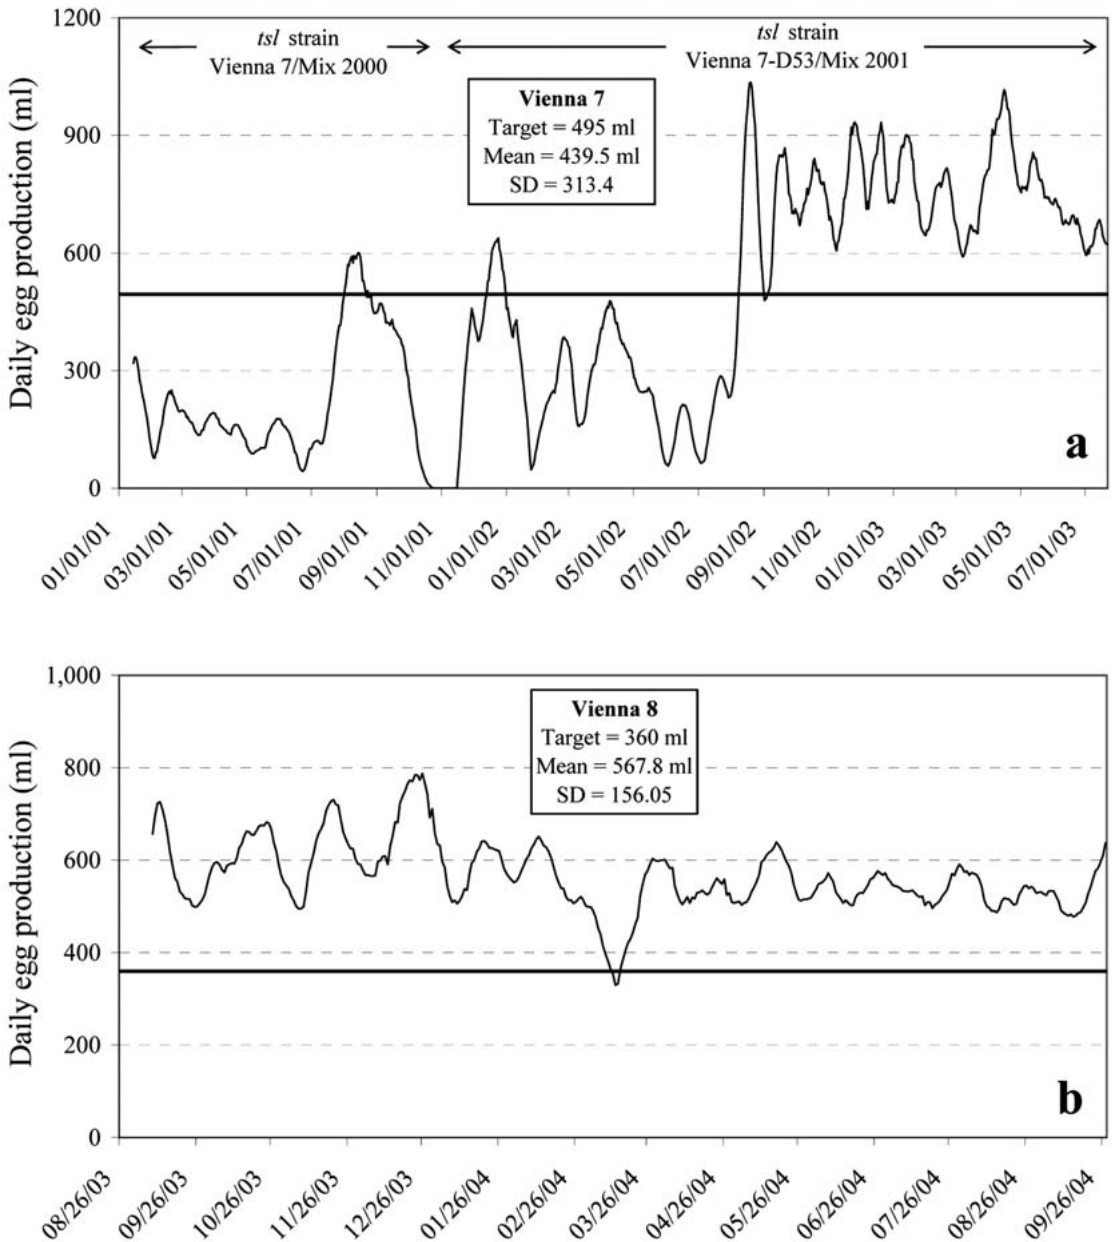 1200
900
600
300
0
Daily egg production (ml)
tsl strain
Vienna 7/Mix 2000
tsl strain
Vienna 7-D53/Mix 2001
Vienna 7
Target = 495 ml
Mean = 439.5 ml
SD = 313.4
a
01/01/01
03/01/01
05/01/01
07/01/01
09/01/01
11/01/01
01/01/02
03/01/02
05/01/02
07/01/02
09/01/02
11/01/02
01/01/03
03/01/03
05/01/03
07/01/03
1,000
800
600
400
200
0
Daily egg production (ml)
Vienna 8
Target = 360 ml
Mean = 567.8 ml
SD = 156.05
b
08/26/03
09/26/03
10/26/03
11/26/03
12/26/03
01/26/04
02/26/04
03/26/04
04/26/04
05/26/04
06/26/04
07/26/04
08/26/04
09/26/04